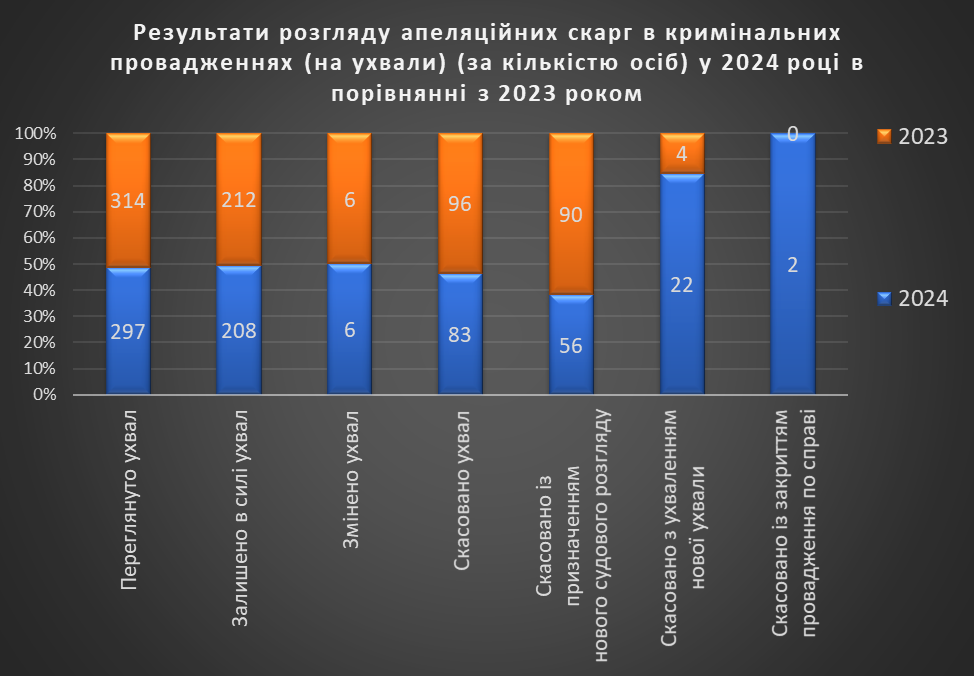 Результати розгляду апеляційних скарг в кримінальних
провадженнях (на ухвали) (за кількістю осіб) у 2024 році в
порівнянні з 2023 роком
100%
90%
80%
70%
60%
50%
40%
30%
20%
10%
0%
314
212
6
96
90
4
0
297
208
6
83
56
22
2
2023
2024
Переглянуто ухвал
Залишено в силі ухвал
Змінено ухвал
Скасовано ухвал
Скасовано із
призначенням
нового судового розгляду
Скасовано з ухваленням
нової ухвали
Скасовано із закриттям
провадження по справі